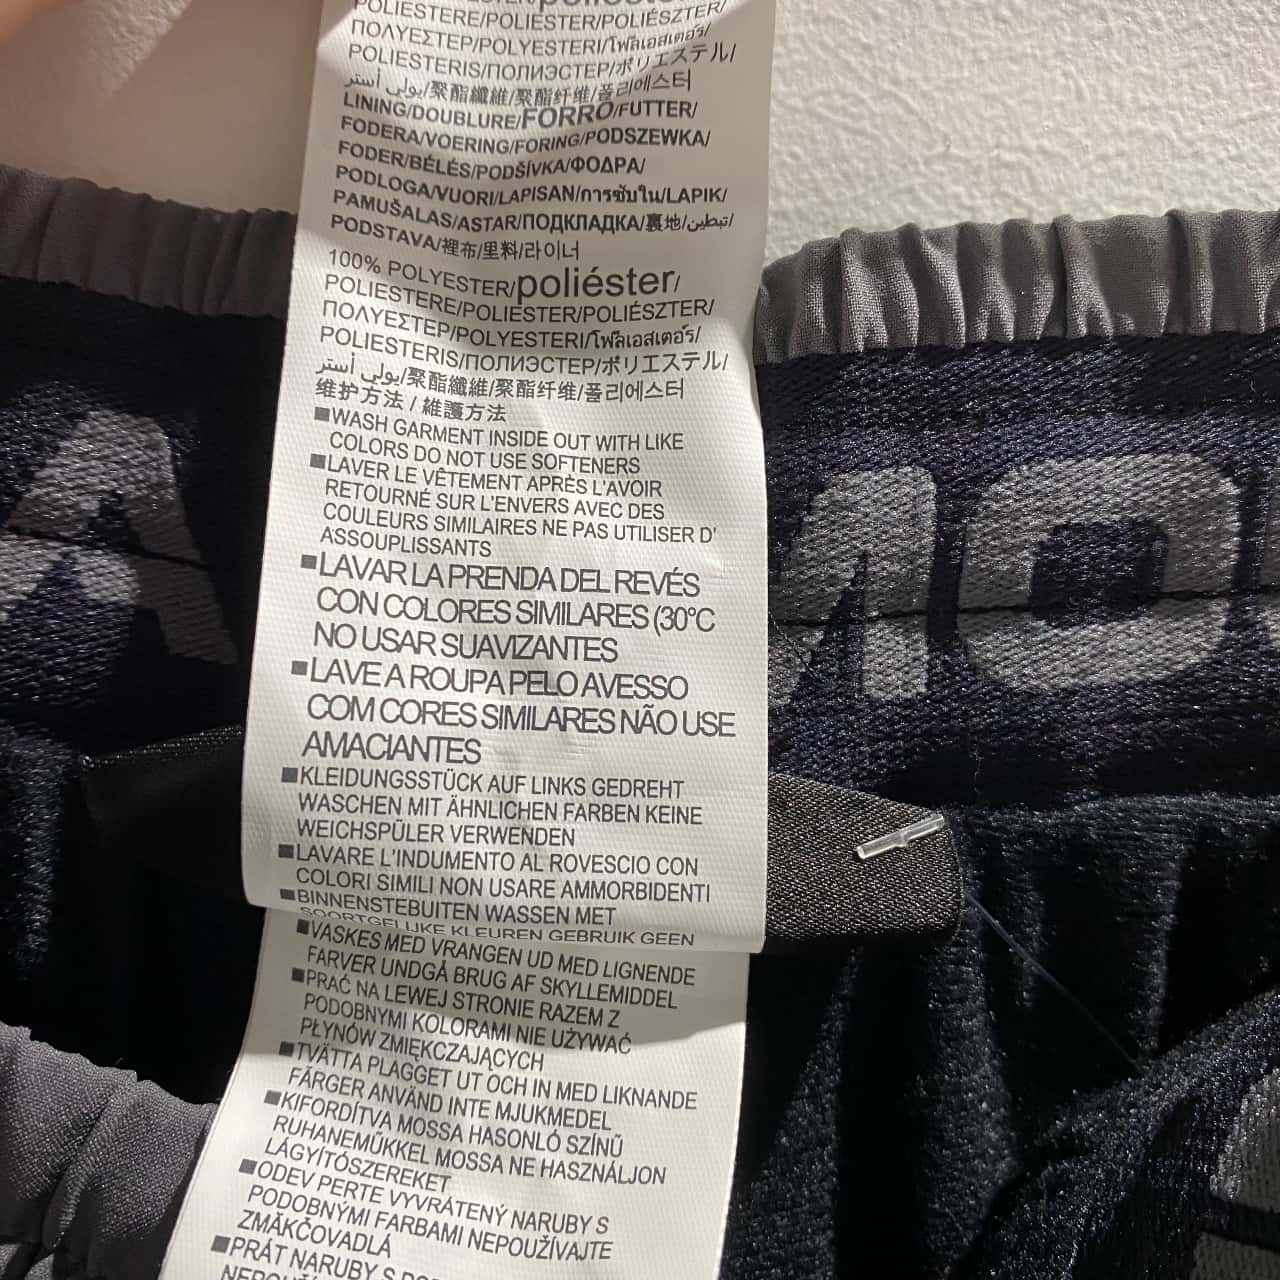 POLIESTERE/POLIESTER/POLIÉSZTER/
ΠΟΛΥΕΣΤΕΡ/POLYESTERI/โพลีเอสเตอร์/
POLIESTERIS/ПОЛИЭСТЕР/ポリエステル/
بولي أستر/聚酯纖維/聚酯纤维/폴리에스터
LINING/DOUBLURE/FORRO/FUTTER/
FODERA/VOERING/FORING/PODSZEWKA/
FODER/BÉLÉS/PODŠÍVKA/ΦΟΔΡΑ/
PODLOGA/VUORI/LAPISAN/การซับใน/LAPIK/
PAMUŠALAS/ASTAR/ПОДКЛАДКА/裏地/تبطين/
PODSTAVA/裡布/里料/라이너
100% POLYESTER/poliéster/
POLIESTERE/POLIESTER/POLIÉSZTER/
ΠΟΛΥΕΣΤΕΡ/POLYESTERI/โพลีเอสเตอร์/
POLIESTERIS/ПОЛИЭСТЕР/ポリエステル/
بولي أستر/聚酯纖維/聚酯纤维/폴리에스터
维护方法 / 維護方法
■WASH GARMENT INSIDE OUT WITH LIKE
COLORS DO NOT USE SOFTENERS
■LAVER LE VÊTEMENT APRÈS L'AVOIR
RETOURNÉ SUR L'ENVERS AVEC DES
COULEURS SIMILAIRES NE PAS UTILISER D'
ASSOUPLISSANTS
■LAVAR LA PRENDA DEL REVÉS
CON COLORES SIMILARES (30°C
NO USAR SUAVIZANTES
■LAVE A ROUPA PELO AVESSO
COM CORES SIMILARES NÃO USE
AMACIANTES
■KLEIDUNGSSTÜCK AUF LINKS GEDREHT
WASCHEN MIT ÄHNLICHEN FARBEN KEINE
WEICHSPÜLER VERWENDEN
■LAVARE L'INDUMENTO AL ROVESCIO CON
COLORI SIMILI NON USARE AMMORBIDENTI
■BINNENSTEBUITEN WASSEN MET
SOORTGELIJKE KLEUREN GEBRUIK GEEN
■VASKES MED VRANGEN UD MED LIGNENDE
FARVER UNDGÅ BRUG AF SKYLLEMIDDEL
■PRAĆ NA LEWEJ STRONIE RAZEM Z
PODOBNYMI KOLORAMI NIE UŻYWAĆ
PŁYNÓW ZMIĘKCZAJĄCYCH
■TVÄTTA PLAGGET UT OCH IN MED LIKNANDE
FÄRGER ANVÄND INTE MJUKMEDEL
■KIFORDÍTVA MOSSA HASONLÓ SZÍNŰ
RUHANEMŰKKEL MOSSA NE HASZNÁLJON
LÁGYÍTÓSZEREKET
■ODEV PERTE VYVRÁTENÝ NARUBY S
PODOBNÝMI FARBAMI NEPOUŽÍVAJTE
ZMÄKČOVADLÁ
■PRÁT NARUBY S